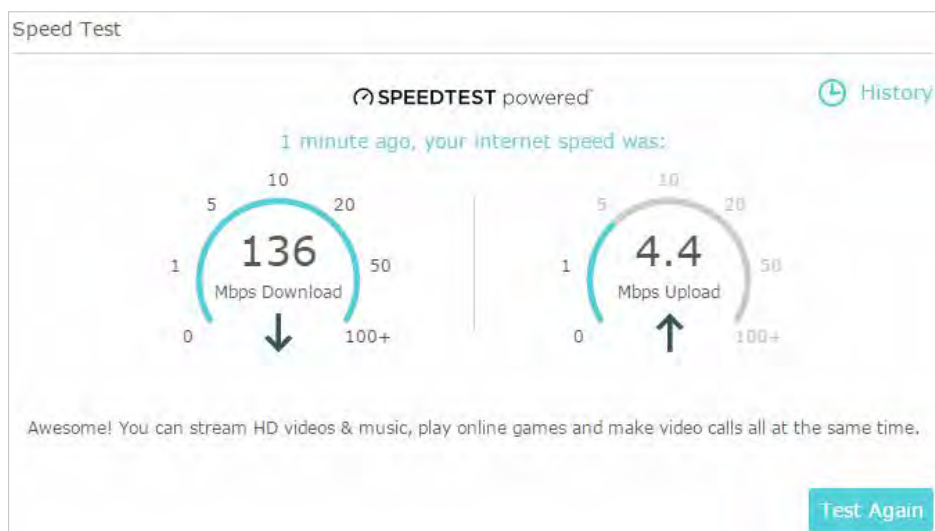 Speed Test
SPEEDTEST powered
History
1 minute ago, your internet speed was:
10
5
20
136
1
50
Mbps Download
0
100+
10
5
20
4.4
1
50
Mbps Upload
0
100+
Awesome! You can stream HD videos & music, play online games and make video calls all at the same time.
Test Again